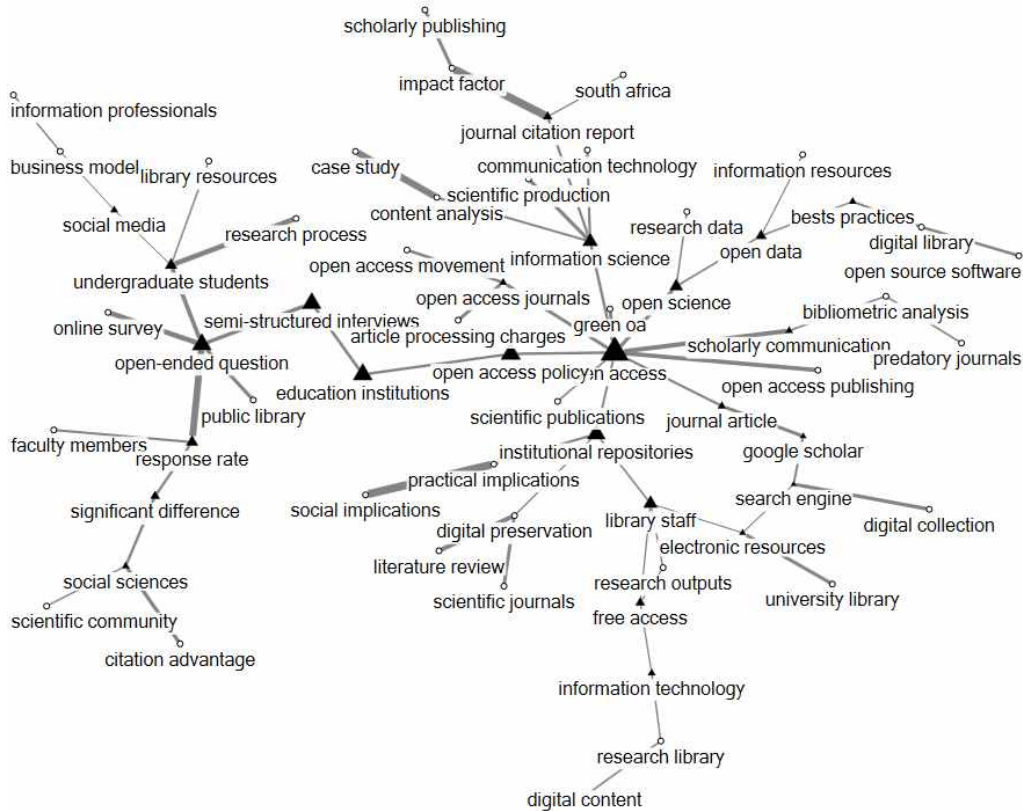 scholarly publishing
impact factor
south africa
information professionals
journal citation report
communication technology
information resources
business model
library resources
case study
scientific production
content analysis
bests practices
social media
research process
research data
digital library
open data
information science
open access movement
open source software
undergraduate students
open access journals
open science
bibliometric analysis
semi-structured interviews
green oa
online survey
article processing charges
scholarly communication
predatory journals
open-ended question
open access policy
en access
education institutions
open access publishing
public library
scientific publications
journal article
faculty members
response rate
institutional repositories
google scholar
practical implications
search engine
social implications
significant difference
library staff
digital collection
digital preservation
electronic resources
literature review
social sciences
research outputs
scientific journals
university library
free access
scientific community
citation advantage
information technology
research library
digital content